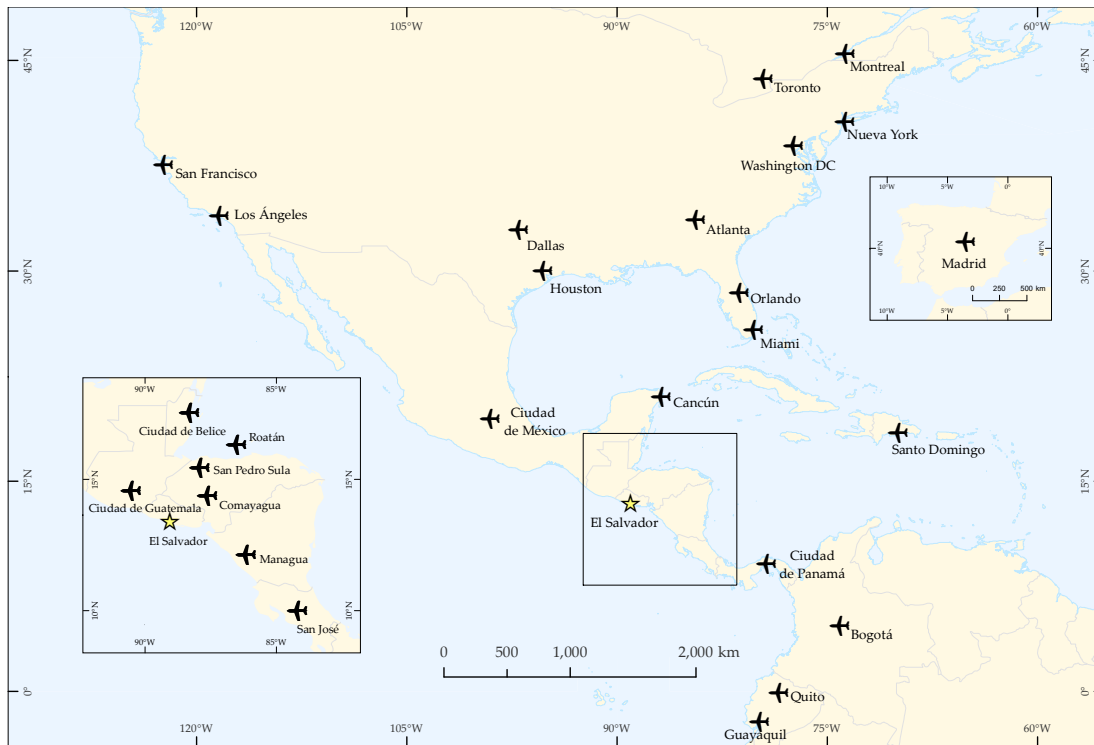 120°W
105°W
90°W
75°W
60°W
45°N
45°N
Montreal
Toronto
Nueva York
Washington DC
San Francisco
Los Ángeles
Atlanta
Dallas
Houston
30°N
30°N
Orlando
Miami
10°W
5°W
0°
40°N
40°N
Madrid
0
250
500 km
10°W
5°W
0°
Cancún
Ciudad
de México
Santo Domingo
El Salvador
15°N
15°N
Ciudad
de Panamá
Bogotá
Quito
Guayaquil
90°W
85°W
Ciudad de Belice
Roatán
San Pedro Sula
15°N
15°N
Comayagua
Ciudad de Guatemala
El Salvador
Managua
10°N
10°N
San José
90°W
85°W
0
500
1,000
2,000 km
0°
0°
120°W
105°W
90°W
75°W
60°W